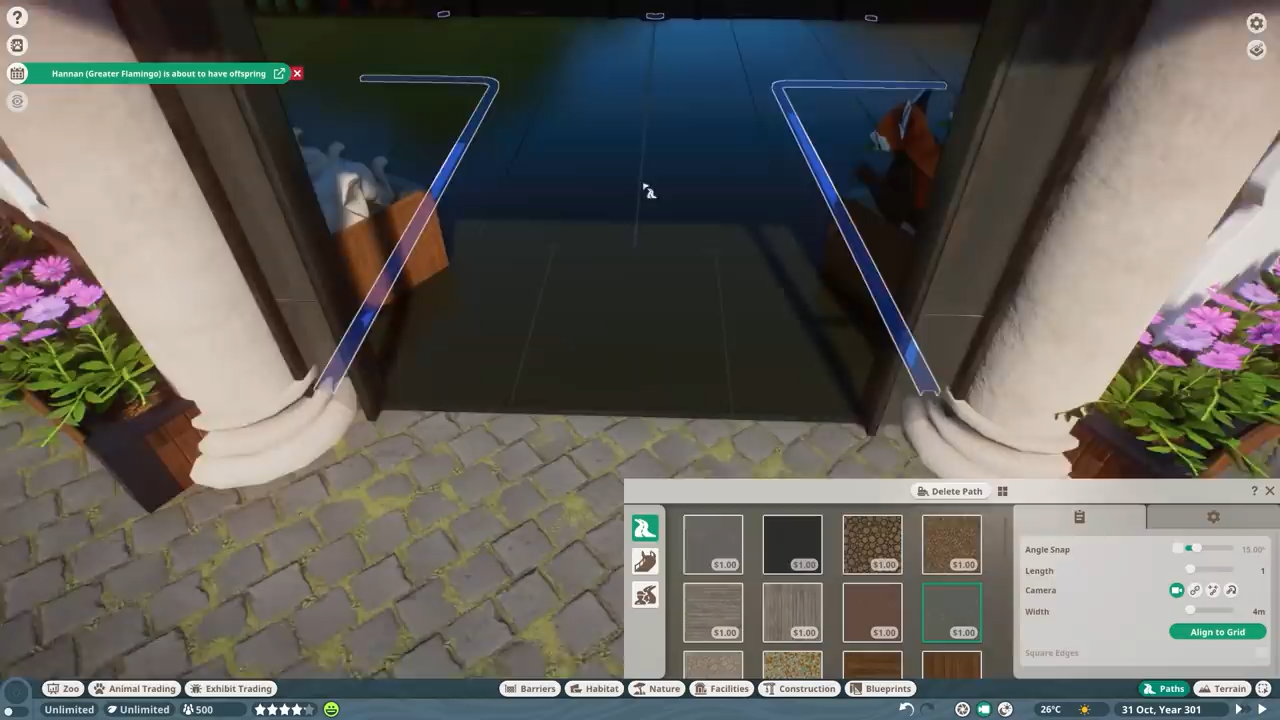 ?
Hannan (Greater Flamingo) is about to have offspring
Delete Path
?
$1.00
$1.00
$1.00
$1.00
Angle Snap
15.00°
Length
1
Camera
$1.00
$1.00
$1.00
$1.00
Width
4m
Align to Grid
Square Edges
Zoo
Animal Trading
Exhibit Trading
Barriers
Habitat
Nature
Facilities
Construction
Blueprints
Paths
Terrain
Unlimited
Unlimited
500
26°C
31 Oct, Year 301